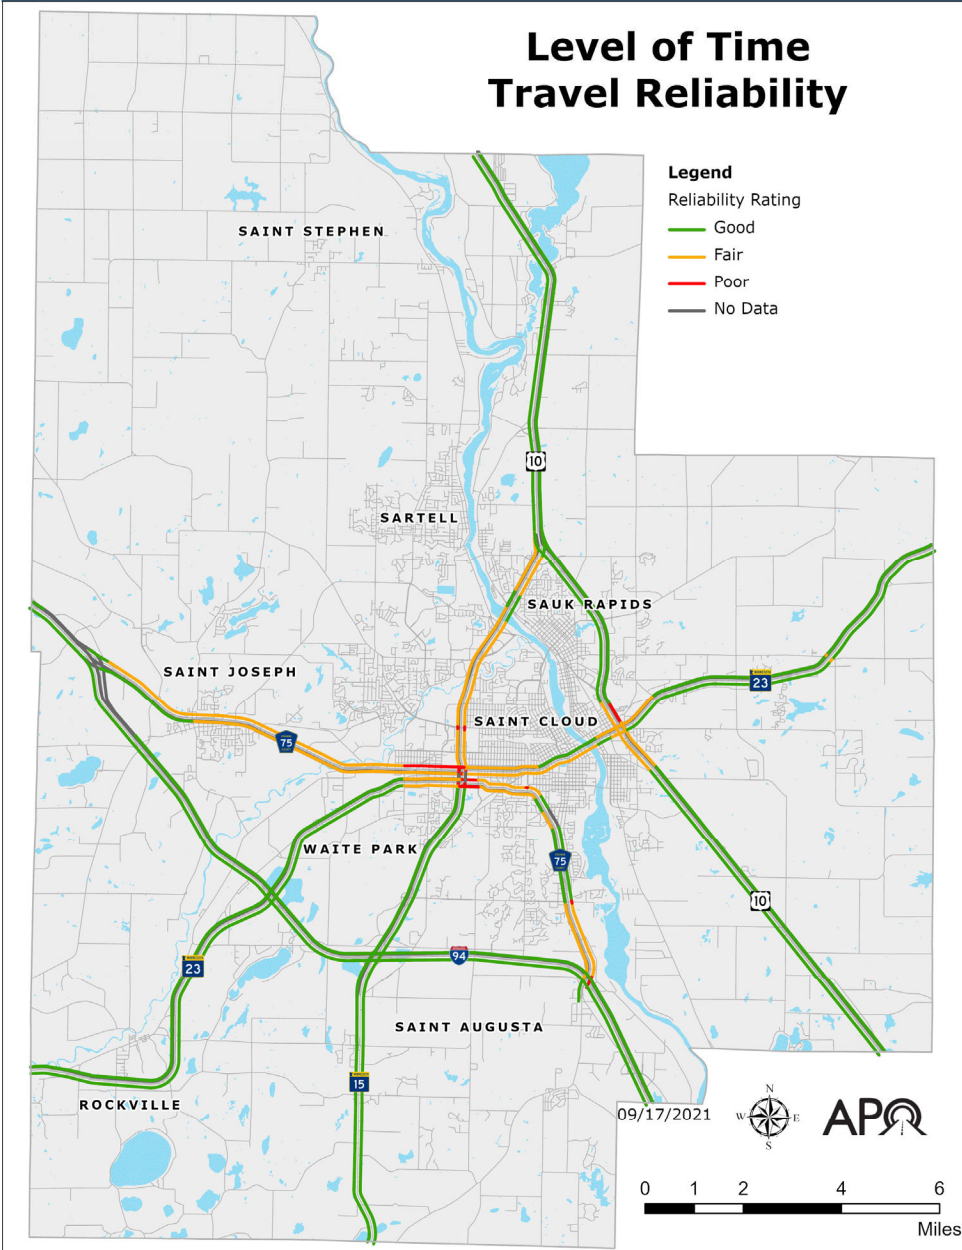 Level of Time
Travel Reliability
Legend
Reliability Rating
Good
Fair
Poor
No Data
SAINT STEPHEN
10
SARTELL
SAUK RAPIDS
SAINT JOSEPH
23
SAINT CLOUD
75
WAITE PARK
75
10
94
23
SAINT AUGUSTA
15
ROCKVILLE
09/17/2021
N
W E
S
APO
0 1 2 4 6
Miles